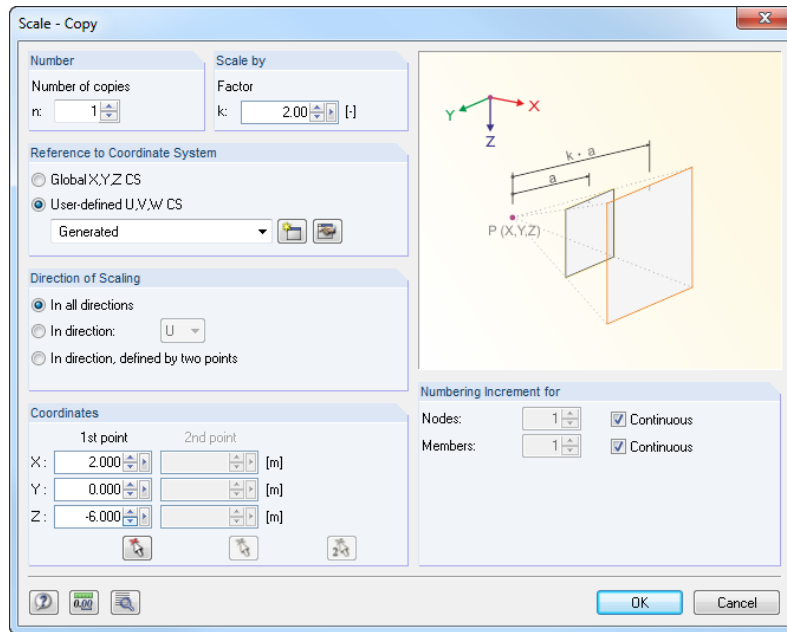 Scale - Copy
Number
Number of copies
n: 1
Scale by
Factor
k: 2.00 [-]
Reference to Coordinate System
Global X,Y,Z CS
User-defined U,V,W CS
Generated
Direction of Scaling
In all directions
In direction: U
In direction, defined by two points
Coordinates
1st point 2nd point
X: 2.000 [m]
Y: 0.000 [m]
Z: -6.000 [m]
2
Y X
Z
k · a
a
P (X,Y,Z)
Numbering Increment for
Nodes: 1 Continuous
Members: 1 Continuous
0.00
OK Cancel